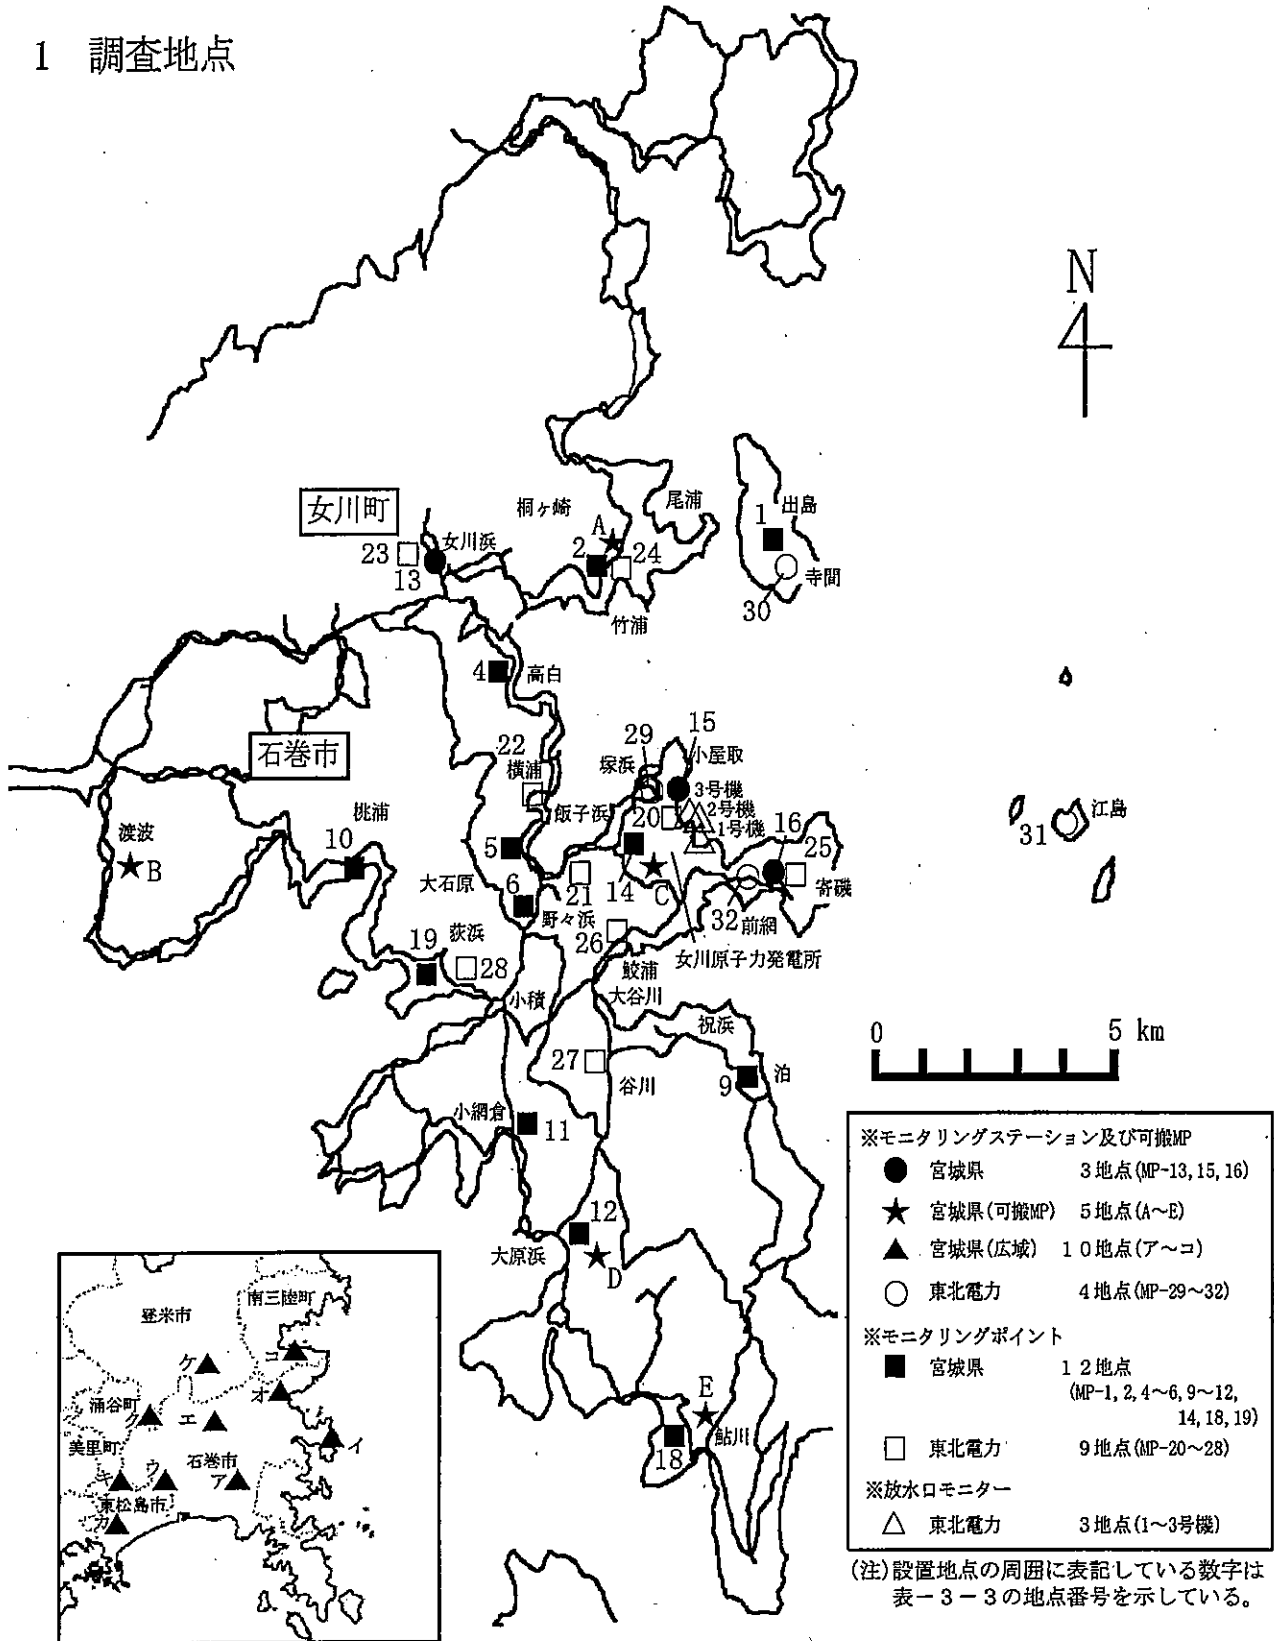 1 調査地点
N
女川町
桐ヶ崎
尾浦
1 出島
A
23
女川浜
13
2
24
寺間
30
竹浦
4
高白
石巻市
22
横浦
29
15
塚浜
小屋取
3号機
2号機
1号機
飯子浜
20
16
25
寄磯
31
江島
渡波
B
桃浦
10
5
大石原
6
21
14
C
32
前網
野々浜
26
女川原子力発電所
鮫浦
大谷川
19
荻浜
28
小積
祝浜
27
谷川
9
泊
0 5 km
小網倉
11
12
大原浜
D
E
鮎川
18
登米市
南三陸町
ケ
コ
オ
涌谷町
ク
エ
イ
美里町
石巻市
キ
ウ
ア
東松島市
カ
※モニタリングステーション及び可搬MP
● 宮城県 3地点(MP-13,15,16)
★ 宮城県(可搬MP) 5地点(A~E)
▲ 宮城県(広域) 10地点(ア~コ)
○ 東北電力 4地点(MP-29~32)
※モニタリングポイント
■ 宮城県 12地点
(MP-1,2,4~6,9~12,
14,18,19)
□ 東北電力 9地点(MP-20~28)
※放水口モニター
△ 東北電力 3地点(1~3号機)
(注)設置地点の周囲に表記している数字は
表-3-3の地点番号を示している。